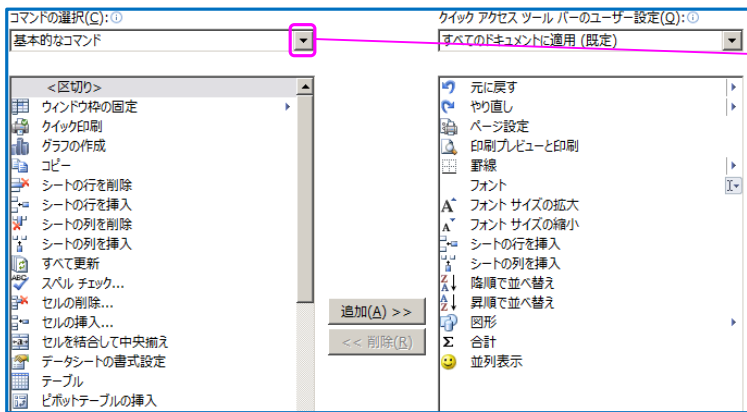 コマンドの選択(C):
基本的なコマンド
<区切り>
ウィンドウ枠の固定
クイック印刷
グラフの作成
コピー
シートの行を削除
シートの行を挿入
シートの列を削除
シートの列を挿入
すべて更新
スペル チェック...
セルの削除...
セルの挿入...
セルを結合して中央揃え
データシートの書式設定
テーブル
ピボットテーブルの挿入
追加(A) >>
<< 削除(R)
クイック アクセス ツール バーのユーザー設定(Q):
すべてのドキュメントに適用 (既定)
元に戻す
やり直し
ページ設定
印刷プレビューと印刷
罫線
フォント
フォント サイズの拡大
フォント サイズの縮小
シートの行を挿入
シートの列を挿入
降順で並べ替え
昇順で並べ替え
図形
合計
並列表示